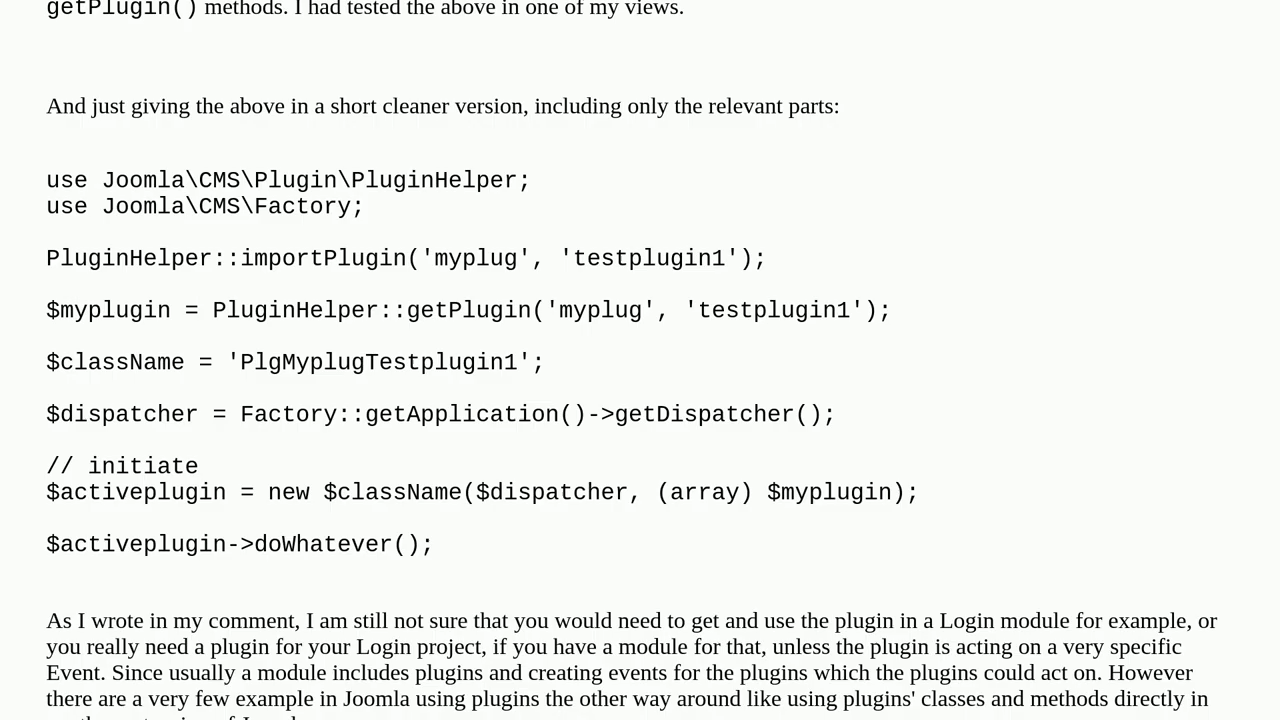 getPlugin() methods. I had tested the above in one of my views.
And just giving the above in a short cleaner version, including only the relevant parts:
use Joomla\CMS\Plugin\PluginHelper;
use Joomla\CMS\Factory;
PluginHelper::importPlugin('myplug', 'testplugin1');
$myplugin = PluginHelper::getPlugin('myplug', 'testplugin1');
$className = 'PlgMyplugTestplugin1';
$dispatcher = Factory::getApplication()->getDispatcher();
// initiate
$activeplugin = new $className($dispatcher, (array) $myplugin);
$activeplugin->doWhatever();
As I wrote in my comment, I am still not sure that you would need to get and use the plugin in a Login module for example, or
you really need a plugin for your Login project, if you have a module for that, unless the plugin is acting on a very specific
Event. Since usually a module includes plugins and creating events for the plugins which the plugins could act on. However
there are a very few example in Joomla using plugins the other way around like using plugins' classes and methods directly in